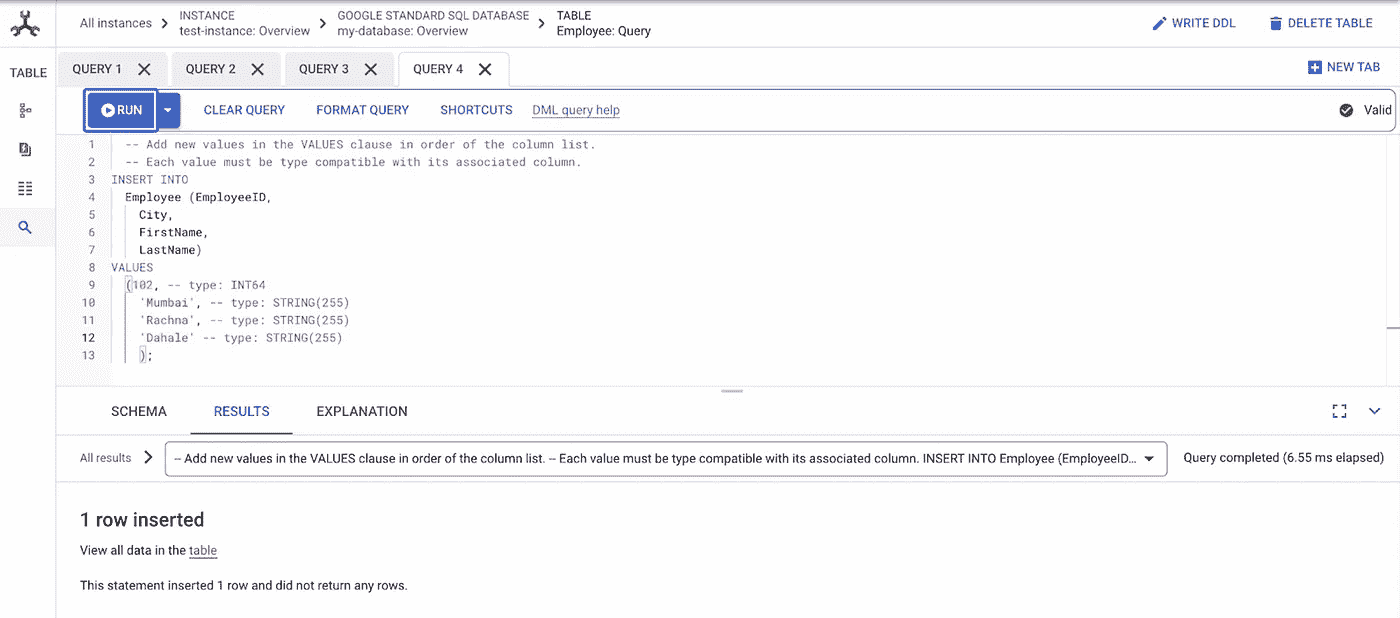 All instances
INSTANCE
test-instance: Overview
GOOGLE STANDARD SQL DATABASE
my-database: Overview
TABLE
Employee: Query
WRITE DDL
DELETE TABLE
TABLE
QUERY 1
QUERY 2
QUERY 3
QUERY 4
NEW TAB
RUN
CLEAR QUERY
FORMAT QUERY
SHORTCUTS
DML query help
Valid
1 -- Add new values in the VALUES clause in order of the column list.
2 -- Each value must be type compatible with its associated column.
3 INSERT INTO
4 Employee (EmployeeID,
5 City,
6 FirstName,
7 LastName)
8 VALUES
9 (102, -- type: INT64
10 'Mumbai', -- type: STRING(255)
11 'Rachna', -- type: STRING(255)
12 'Dahale' -- type: STRING(255)
13 );
SCHEMA
RESULTS
EXPLANATION
All results
-- Add new values in the VALUES clause in order of the column list. -- Each value must be type compatible with its associated column. INSERT INTO Employee (EmployeeID...
Query completed (6.55 ms elapsed)
1 row inserted
View all data in the table
This statement inserted 1 row and did not return any rows.